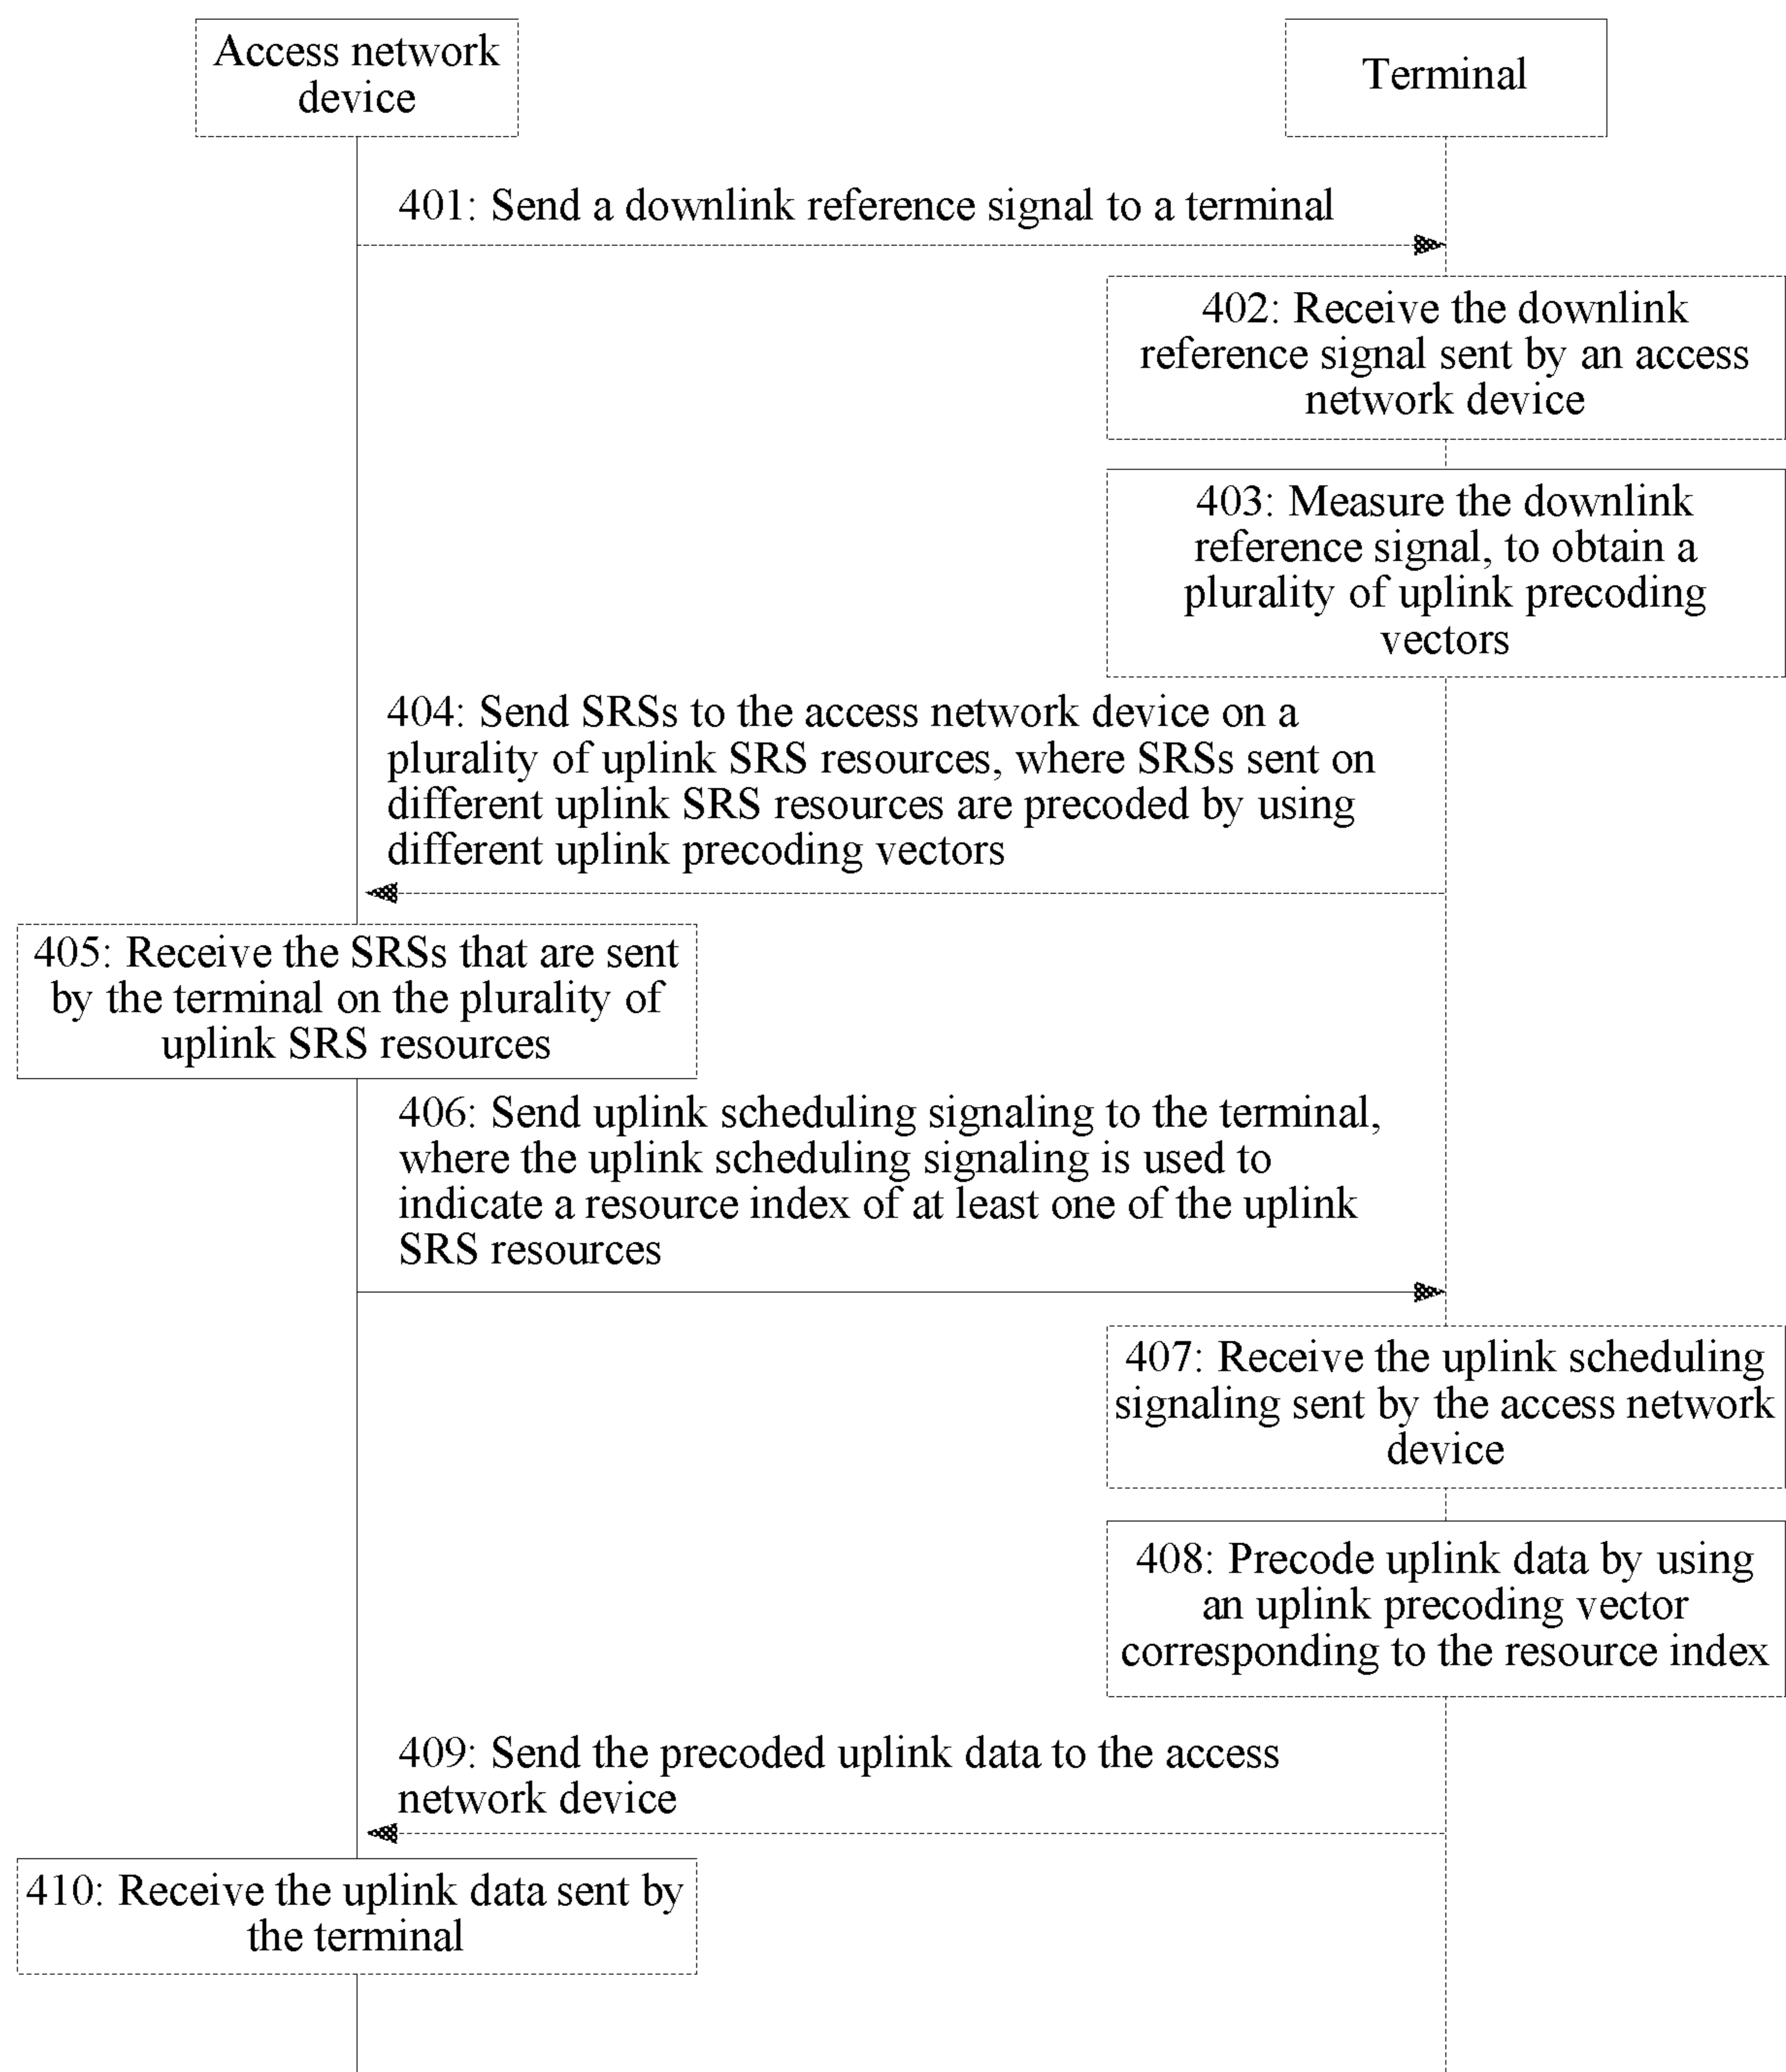 Access network
device
Terminal
401: Send a downlink reference signal to a terminal
402: Receive the downlink
reference signal sent by an access
network device
403: Measure the downlink
reference signal, to obtain a
plurality of uplink precoding
vectors
404: Send SRSs to the access network device on a
plurality of uplink SRS resources, where SRSs sent on
different uplink SRS resources are precoded by using
different uplink precoding vectors
405: Receive the SRSs that are sent
by the terminal on the plurality of
uplink SRS resources
406: Send uplink scheduling signaling to the terminal,
where the uplink scheduling signaling is used to
indicate a resource index of at least one of the uplink
SRS resources
407: Receive the uplink scheduling
signaling sent by the access network
device
408: Precode uplink data by using
an uplink precoding vector
corresponding to the resource index
409: Send the precoded uplink data to the access
network device
410: Receive the uplink data sent by
the terminal